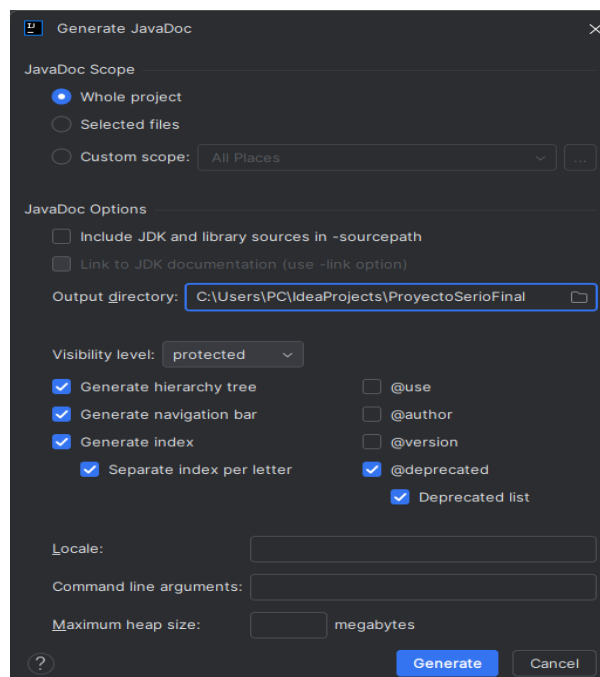 Generate JavaDoc
JavaDoc Scope
Whole project
Selected files
Custom scope: All Places ...
JavaDoc Options
Include JDK and library sources in -sourcepath
Link to JDK documentation (use -link option)
Output directory: C:\Users\PC\IdeaProjects\ProyectoSerioFinal
Visibility level: protected
Generate hierarchy tree @use
Generate navigation bar @author
Generate index @version
Separate index per letter @deprecated
Deprecated list
Locale:
Command line arguments:
Maximum heap size: megabytes
? Generate Cancel